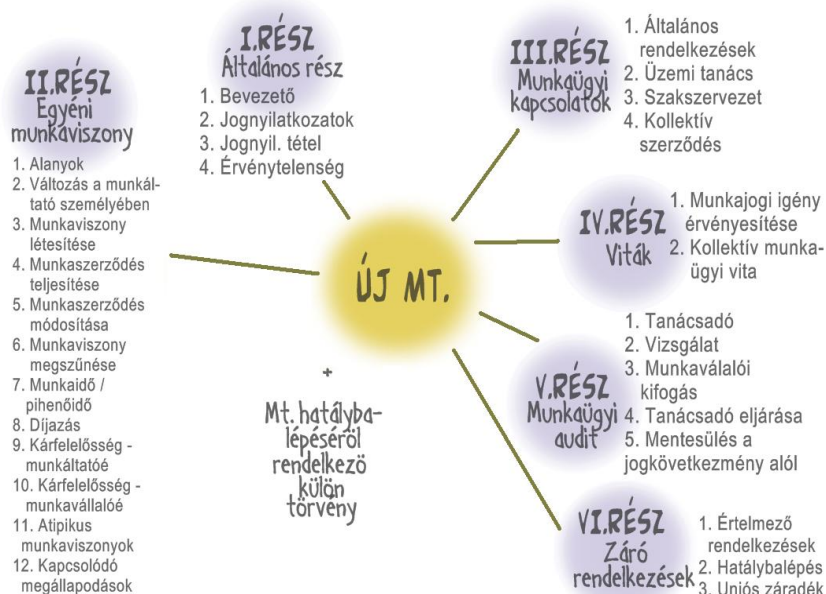 I.RÉSZ
Általános rész
1. Bevezető
2. Jognyilatkozatok
3. Jognyil. tétel
4. Érvénytelenség
II.RÉSZ
Egyéni
munkaviszony
1. Alanyok
2. Változás a munkál-
tató személyében
3. Munkaviszony
létesítése
4. Munkaszerződés
teljesítése
5. Munkaszerződés
módosítása
6. Munkaviszony
megszűnése
7. Munkaidő /
pihenőidő
8. Díjazás
9. Kárfelelősség -
munkáltatóé
10. Kárfelelősség -
munkavállalóé
11. Atipikus
munkaviszonyok
12. Kapcsolódó
megállapodások
III.RÉSZ
Munkaügyi
kapcsolatok
1. Általános
rendelkezések
2. Üzemi tanács
3. Szakszervezet
4. Kollektív
szerződés
IV.RÉSZ
Viták
1. Munkajogi igény
érvényesítése
2. Kollektív munka-
ügyi vita
ÚJ MT.
V.RÉSZ
Munkaügyi
audit
1. Tanácsadó
2. Vizsgálat
3. Munkaválalói
kifogás
4. Tanácsadó eljárása
5. Mentesülés a
jogkövetkezmény alól
+
Mt. hatályba-
lépéséröl
rendelkezö
külön
törvény
VI.RÉSZ
Záró
rendelkezések
1. Értelmező
rendelkezések
2. Hatálybalépés
3. Uniós záradék